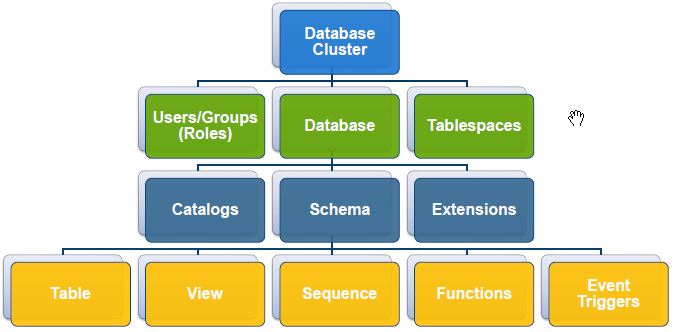 Database
Cluster
Users/Groups
(Roles)
Database
Tablespaces
Catalogs
Schema
Extensions
Table
View
Sequence
Functions
Event
Triggers